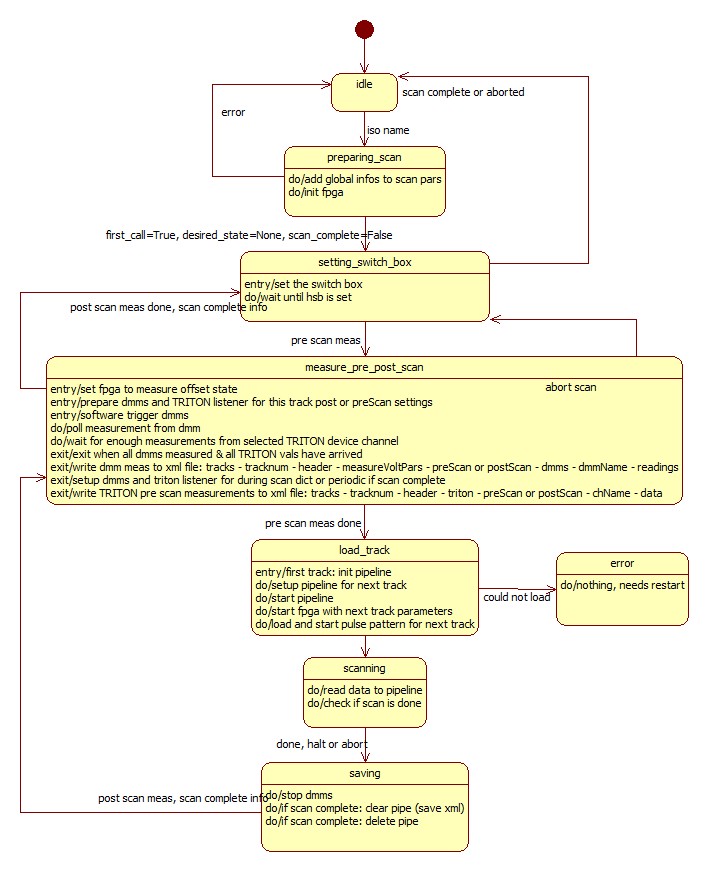 idle
scan complete or aborted
error
iso name
preparing_scan
do/add global infos to scan pars
do/init fpga
first_call=True, desired_state=None, scan_complete=False
setting_switch_box
entry/set the switch box
do/wait until hsb is set
post scan meas done, scan complete info
pre scan meas
measure_pre_post_scan
entry/set fpga to measure offset state
abort scan
entry/prepare dmms and TRITON listener for this track post or preScan settings
entry/software trigger dmms
do/poll measurement from dmm
do/wait for enough measurements from selected TRITON device channel
exit/exit when all dmms measured & all TRITON vals have arrived
exit/write dmm meas to xml file: tracks - tracknum - header - measureVoltPars - preScan or postScan - dmms - dmmName - readings
exit/setup dmms and triton listener for during scan dict or periodic if scan complete
exit/write TRITON pre scan measurements to xml file: tracks - tracknum - header - triton - preScan or postScan - chName - data
pre scan meas done
load_track
entry/first track: init pipeline
do/setup pipeline for next track
do/start pipeline
do/start fpga with next track parameters
do/load and start pulse pattern for next track
could not load
error
do/nothing, needs restart
scanning
do/read data to pipeline
do/check if scan is done
done, halt or abort
saving
do/stop dmms
do/if scan complete: clear pipe (save xml)
do/if scan complete: delete pipe
post scan meas, scan complete info